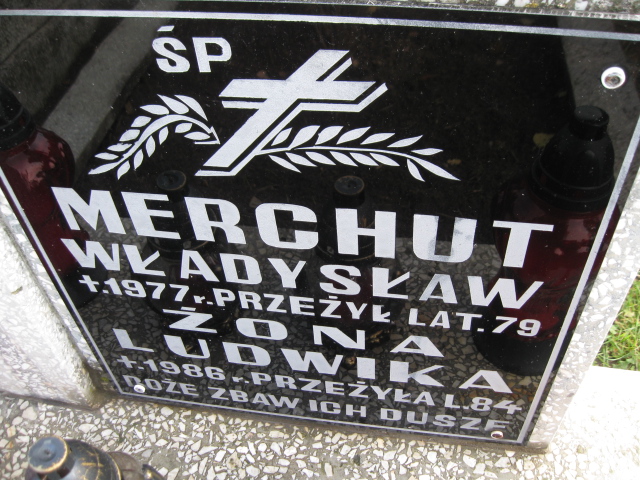 ŚP
MERCHUT
WŁADYSŁAW
†.1977 r. PRZEŻYŁ LAT. 79
ŻONA
LUDWIKA
†.1986 r. PRZEŻYŁA L.84
BOŻE ZBAW ICH DUSZE